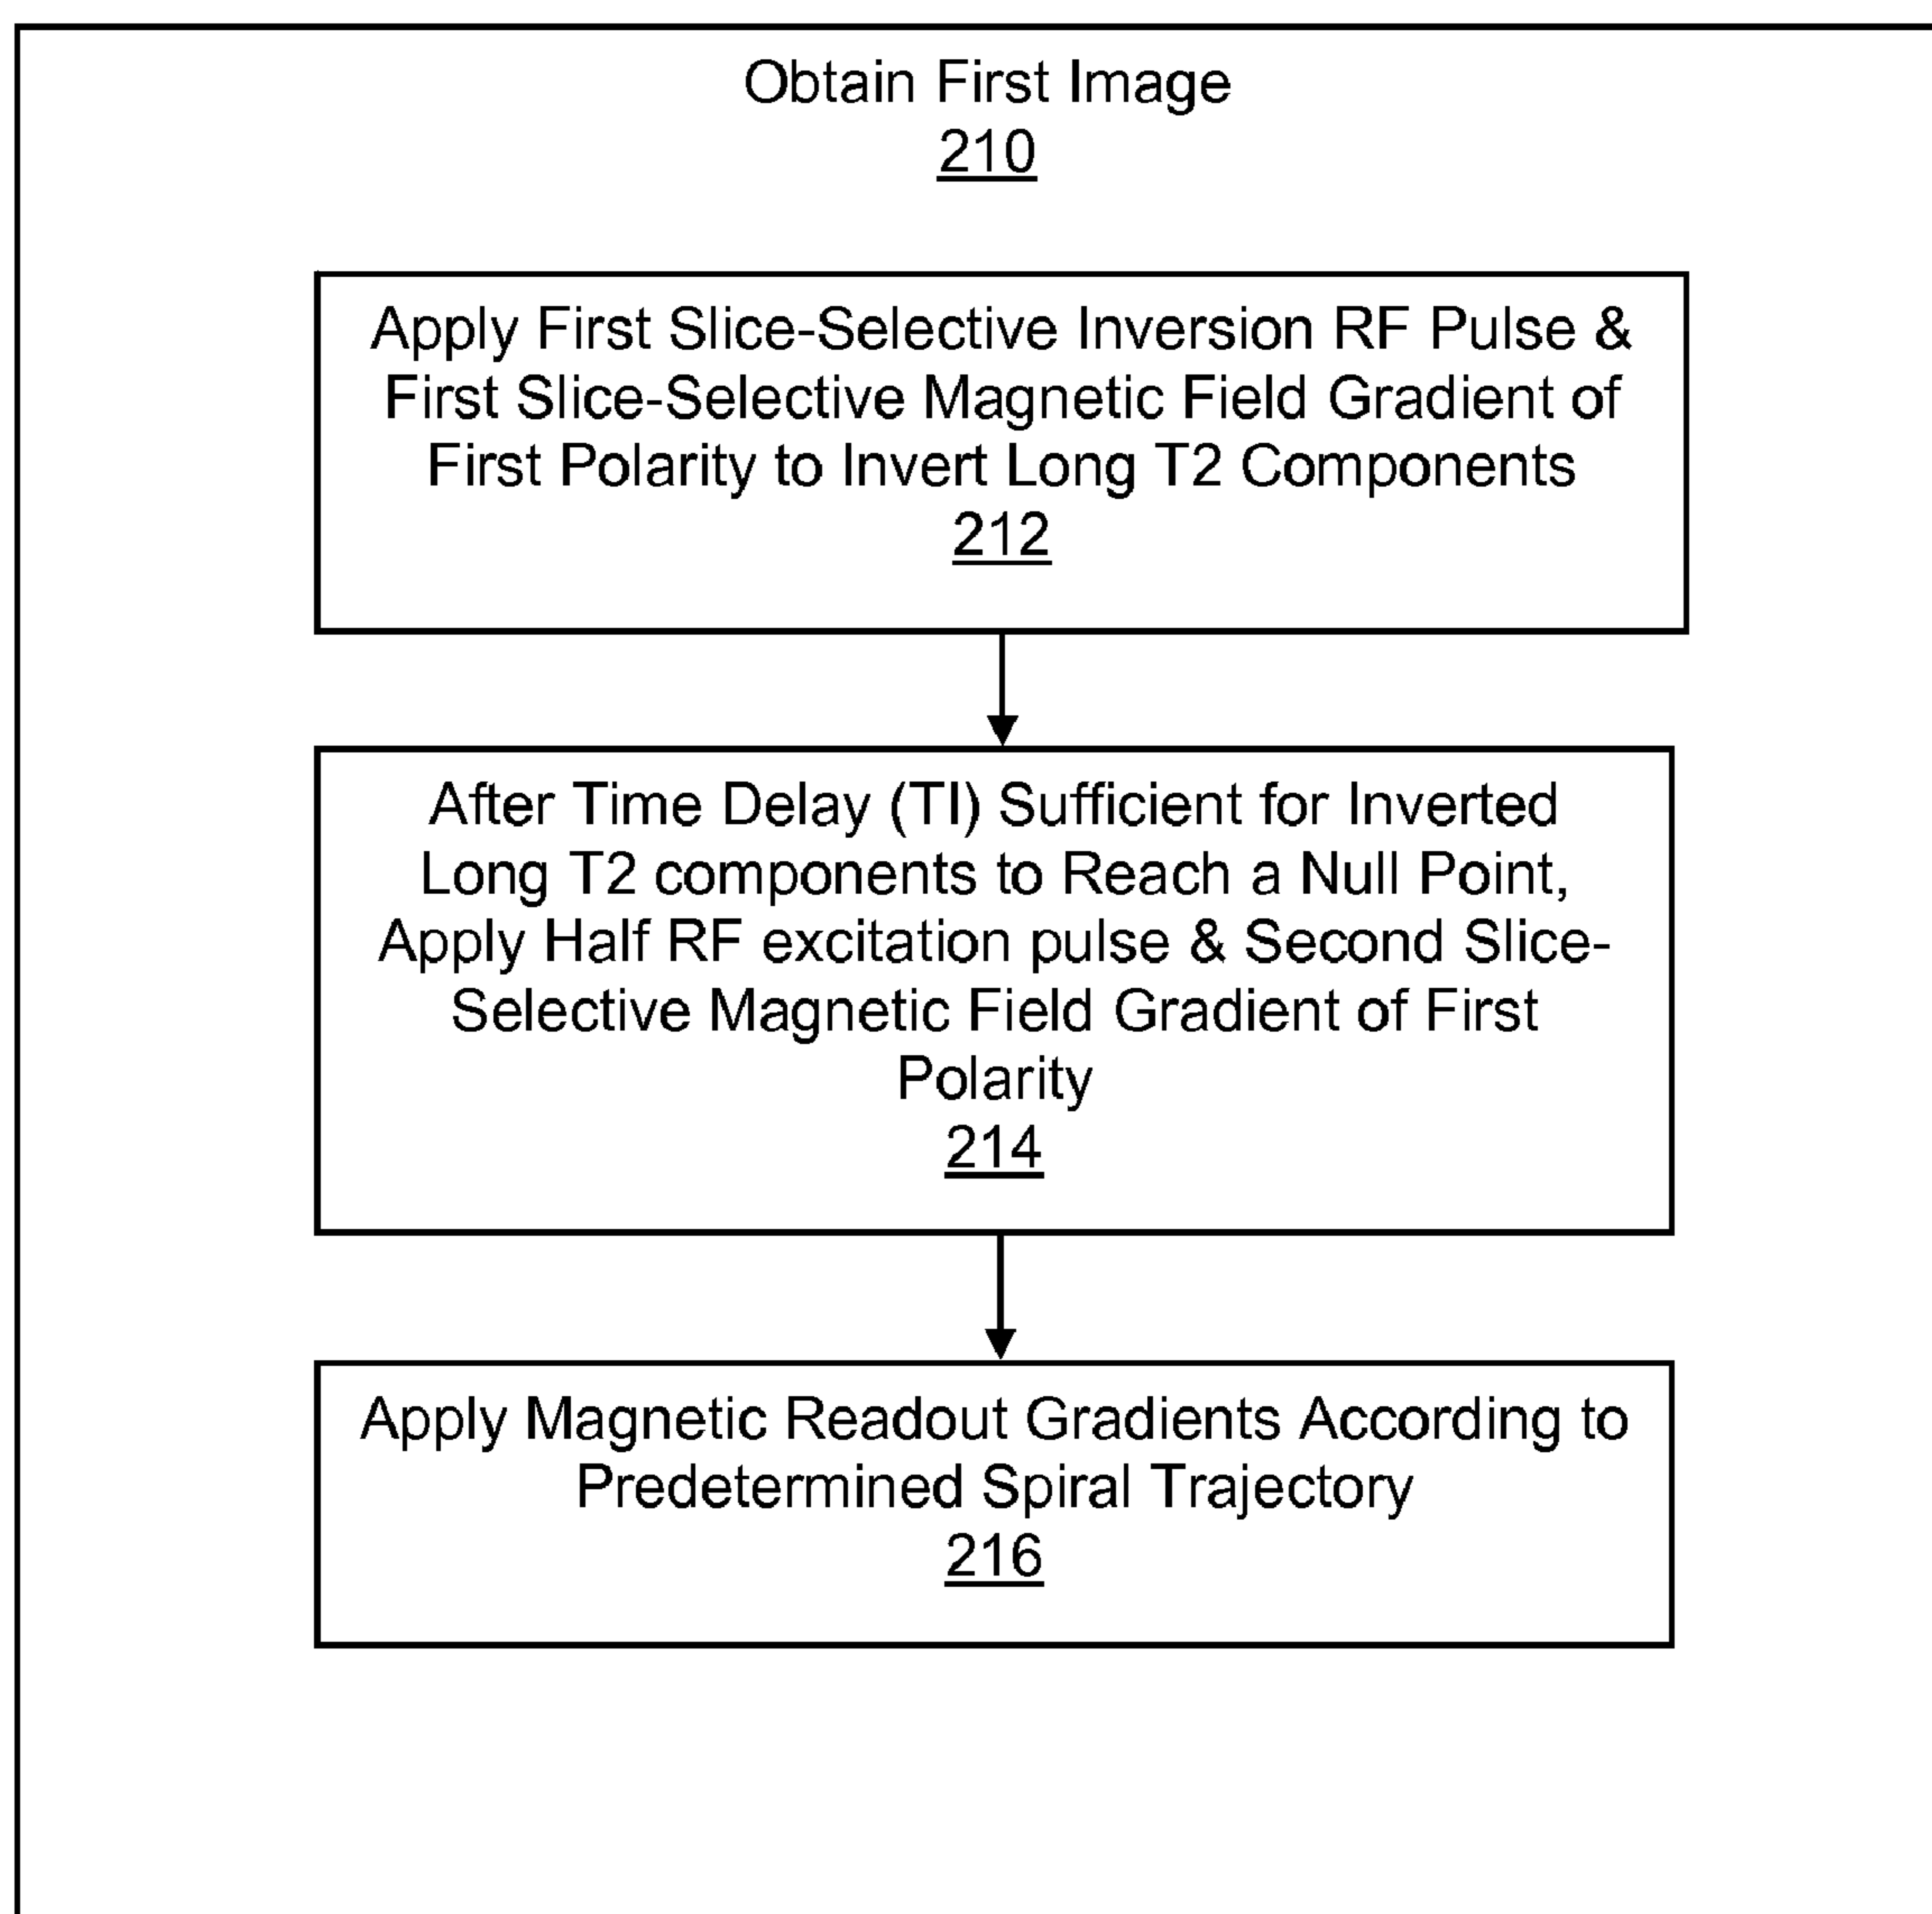 Obtain First Image
210
Apply First Slice-Selective Inversion RF Pulse &
First Slice-Selective Magnetic Field Gradient of
First Polarity to Invert Long T2 Components
212
After Time Delay (TI) Sufficient for Inverted
Long T2 components to Reach a Null Point,
Apply Half RF excitation pulse & Second Slice-
Selective Magnetic Field Gradient of First
Polarity
214
Apply Magnetic Readout Gradients According to
Predetermined Spiral Trajectory
216